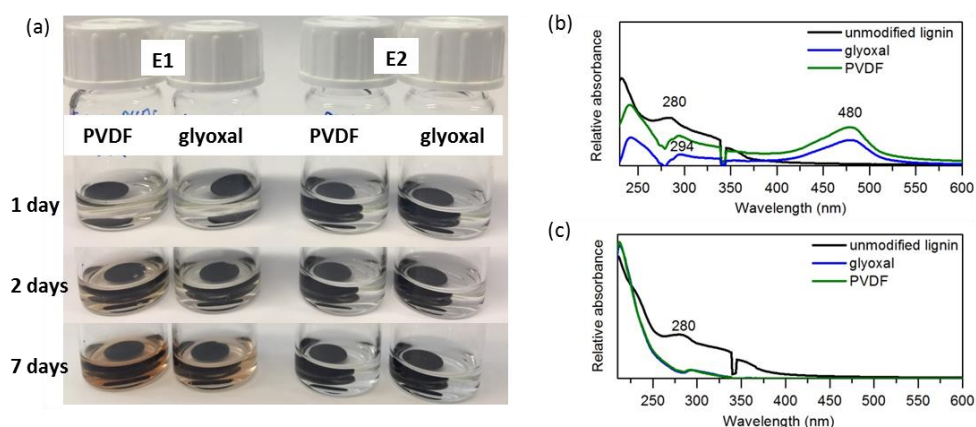 (a)
E1
E2
PVDF
glyoxal
PVDF
glyoxal
1 day
2 days
7 days
(b)
unmodified lignin
glyoxal
PVDF
280
294
480
Relative absorbance
250 300 350 400 450 500 550 600
Wavelength (nm)
(c)
unmodified lignin
glyoxal
PVDF
280
Relative absorbance
250 300 350 400 450 500 550 600
Wavelength (nm)